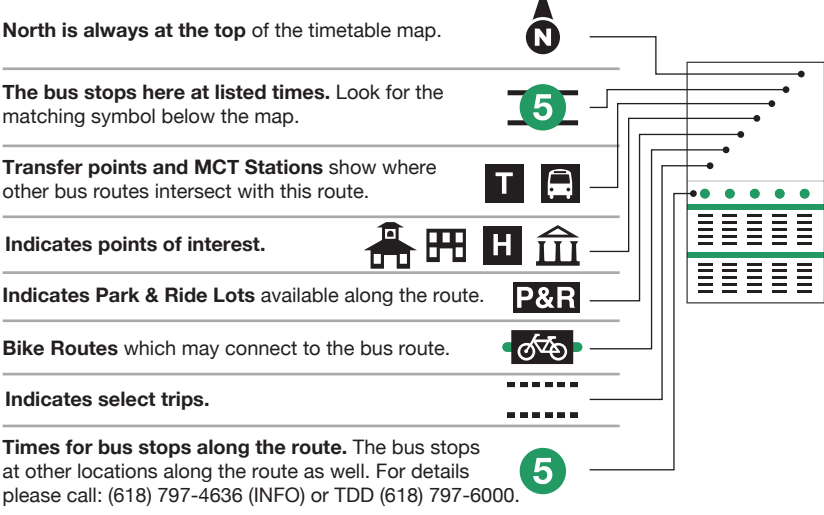 North is always at the top of the timetable map.
N
The bus stops here at listed times. Look for the
matching symbol below the map.
5
Transfer points and MCT Stations show where
other bus routes intersect with this route.
T
Indicates points of interest.
H
Indicates Park & Ride Lots available along the route.
P&R
Bike Routes which may connect to the bus route.
Indicates select trips.
Times for bus stops along the route. The bus stops
at other locations along the route as well. For details
please call: (618) 797-4636 (INFO) or TDD (618) 797-6000.
5